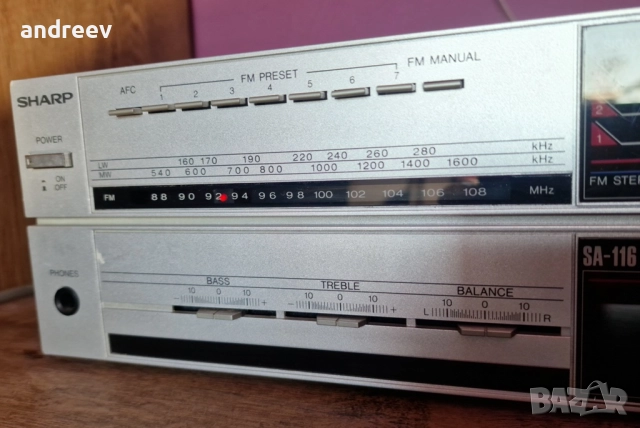 andreev
AFC
FM PRESET
FM MANUAL
1 2 3 4 5 6 7
SHARP
POWER
ON
OFF
LW 160 170 190 220 240 260 280 kHz
MW 540 600 700 800 1000 1200 1400 1600 kHz
FM 88 90 92 94 96 98 100 102 104 106 108 MHz
2
1
FM STER
SA-116
PHONES
BASS TREBLE BALANCE
10 0 10 10 0 10 10 0 10
− + − + L R
BAZAR